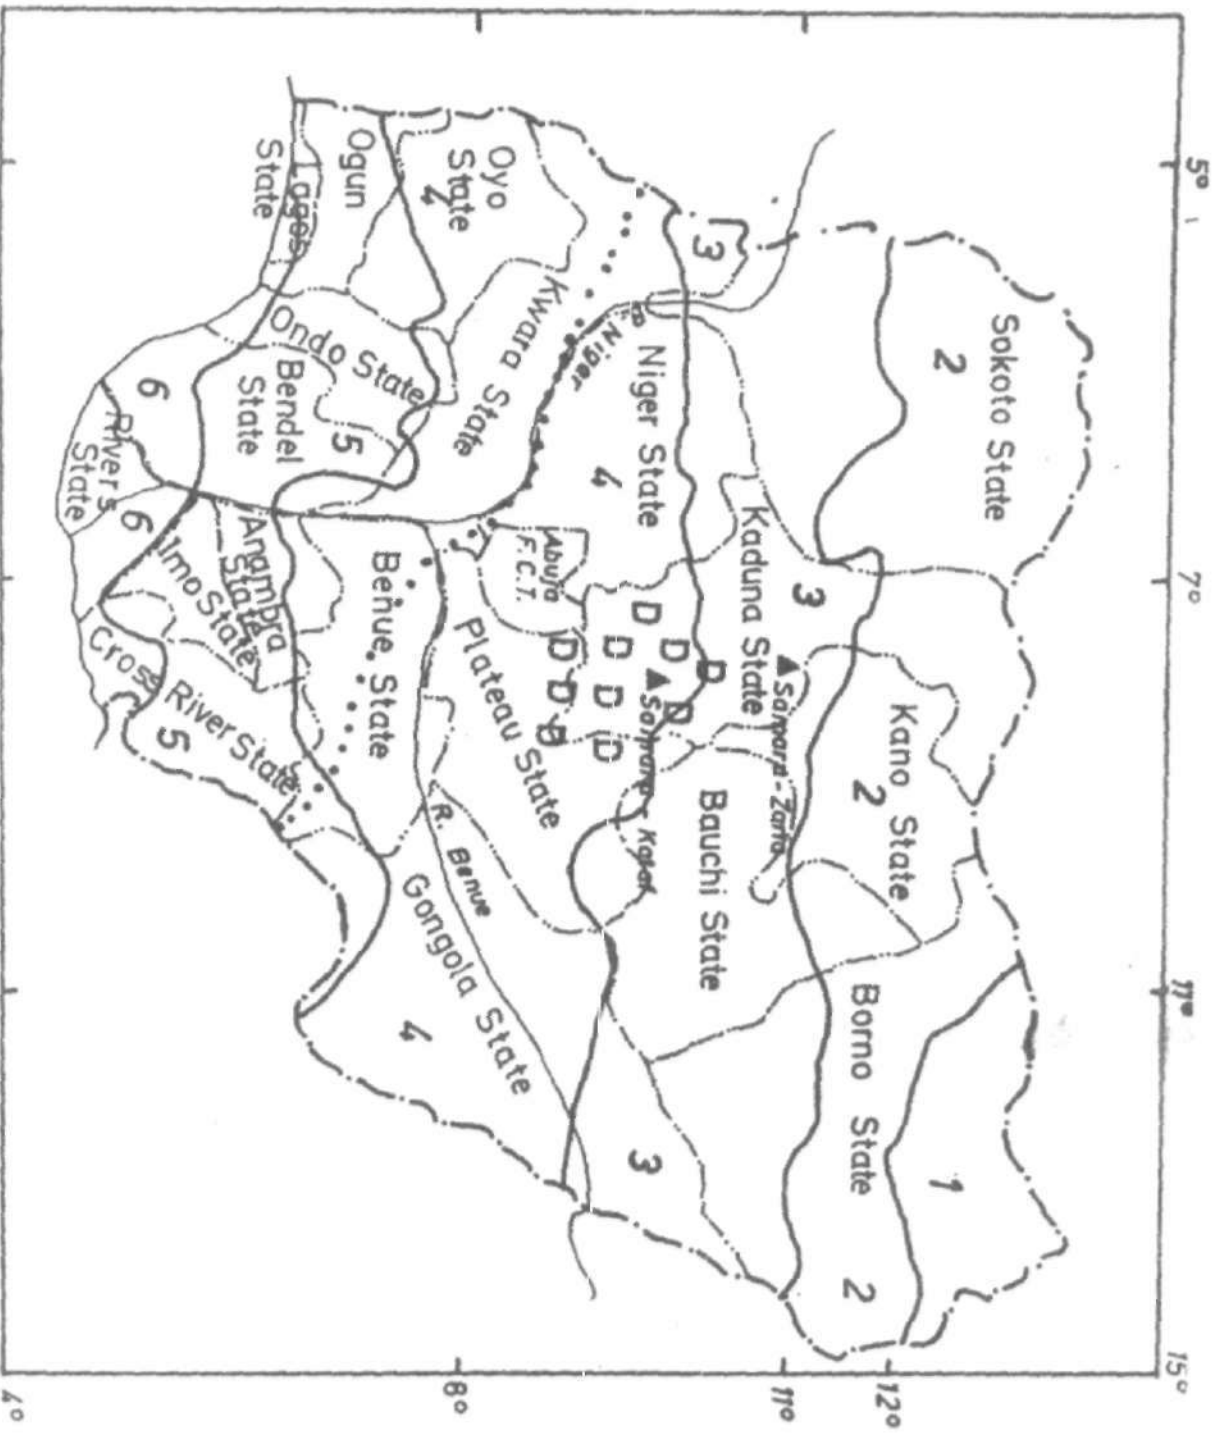 5°
7°
11°
15°
12°
11°
8°
4°
Sokoto State
2
1
Kano State
2
Borno State
2
3
Kaduna State
3
Samaru - Zaria
Bauchi State
3
Niger State
4
R. Niger
D
D
D
D
D
D
D
D
D
D
D
Samaru - Kataf
Abuja
F.C.T.
Plateau State
Kwara State
Oyo
State
4
Benue State
R. Benue
Gongola State
4
Ogun
Lagos
State
Ondo State
Bendel
State
5
6
Anambra
State
Imo State
Rivers
State
6
Cross River State
5